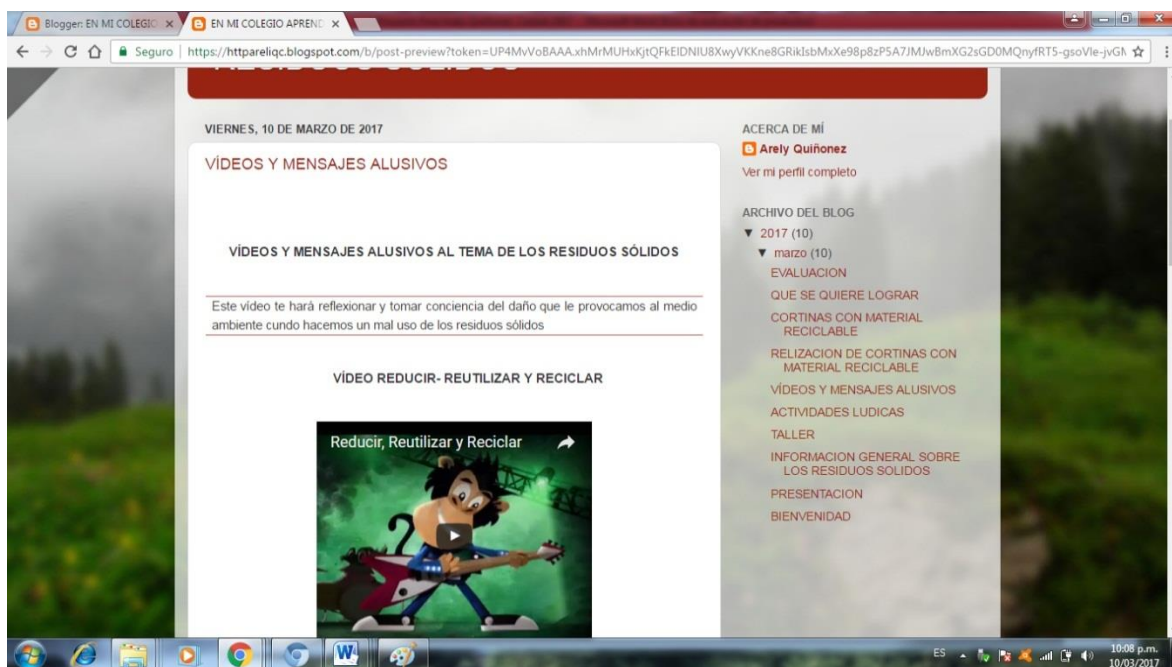 Blogger: EN MI COLEGIO
EN MI COLEGIO APREND
Seguro
https://httpareliqc.blogspot.com/b/post-preview?token=UP4MvVoBAAA.xhMrMUHxKjtQFkEIDNIU8XwyVKKne8GRikIsbMxXe98p8zP5A7JMJwBmXG2sGD0MQnyfRT5-gsoVIe-jvGI
VIERNES, 10 DE MARZO DE 2017
VÍDEOS Y MENSAJES ALUSIVOS
VÍDEOS Y MENSAJES ALUSIVOS AL TEMA DE LOS RESIDUOS SÓLIDOS
Este vídeo te hará reflexionar y tomar conciencia del daño que le provocamos al medio
ambiente cundo hacemos un mal uso de los residuos sólidos
VÍDEO REDUCIR- REUTILIZAR Y RECICLAR
Reducir, Reutilizar y Reciclar
ACERCA DE MÍ
Arely Quiñonez
Ver mi perfil completo
ARCHIVO DEL BLOG
▼ 2017 (10)
▼ marzo (10)
EVALUACION
QUE SE QUIERE LOGRAR
CORTINAS CON MATERIAL
RECICLABLE
RELIZACION DE CORTINAS CON
MATERIAL RECICLABLE
VÍDEOS Y MENSAJES ALUSIVOS
ACTIVIDADES LUDICAS
TALLER
INFORMACION GENERAL SOBRE
LOS RESIDUOS SOLIDOS
PRESENTACION
BIENVENIDAD
ES
10:08 p.m.
10/03/2017